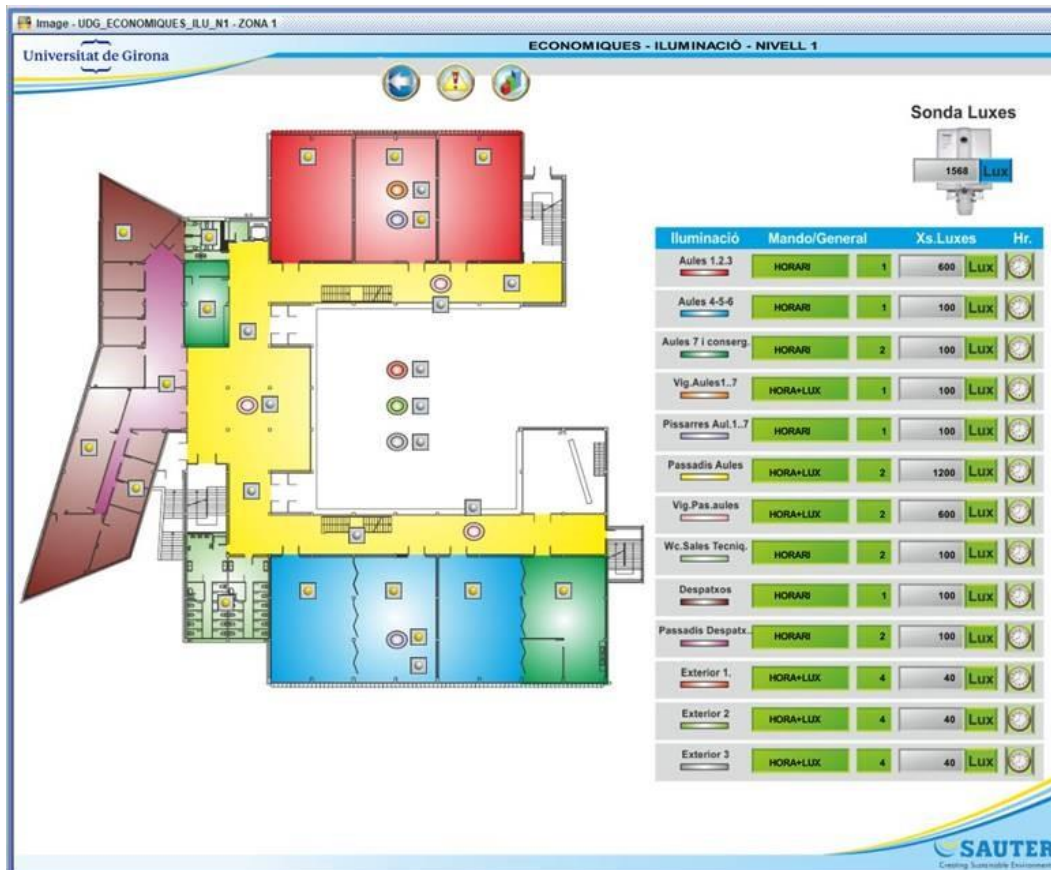 Image - UDG_ECONOMIQUES_ILU_N1 - ZONA 1
Universitat de Girona
ECONOMIQUES - ILUMINACIÓ - NIVELL 1
Sonda Luxes
1568 Lux
Iluminació Mando/General Xs.Luxes Hr.
Aules 1.2.3 HORARI 1 600 Lux
Aules 4-5-6 HORARI 1 100 Lux
Aules 7 i conserg. HORARI 2 100 Lux
Vig.Aules1..7 HORA+LUX 1 100 Lux
Pissarres Aul.1..7 HORARI 1 100 Lux
Passadis Aules HORA+LUX 2 1200 Lux
Vig.Pas.aules HORA+LUX 2 600 Lux
Wc.Sales Tecniq. HORARI 2 100 Lux
Despatxos HORARI 1 100 Lux
Passadis Despatx.. HORARI 2 100 Lux
Exterior 1, HORA+LUX 4 40 Lux
Exterior 2 HORA+LUX 4 40 Lux
Exterior 3 HORA+LUX 4 40 Lux
SAUTER
Creating Sustainable Environment